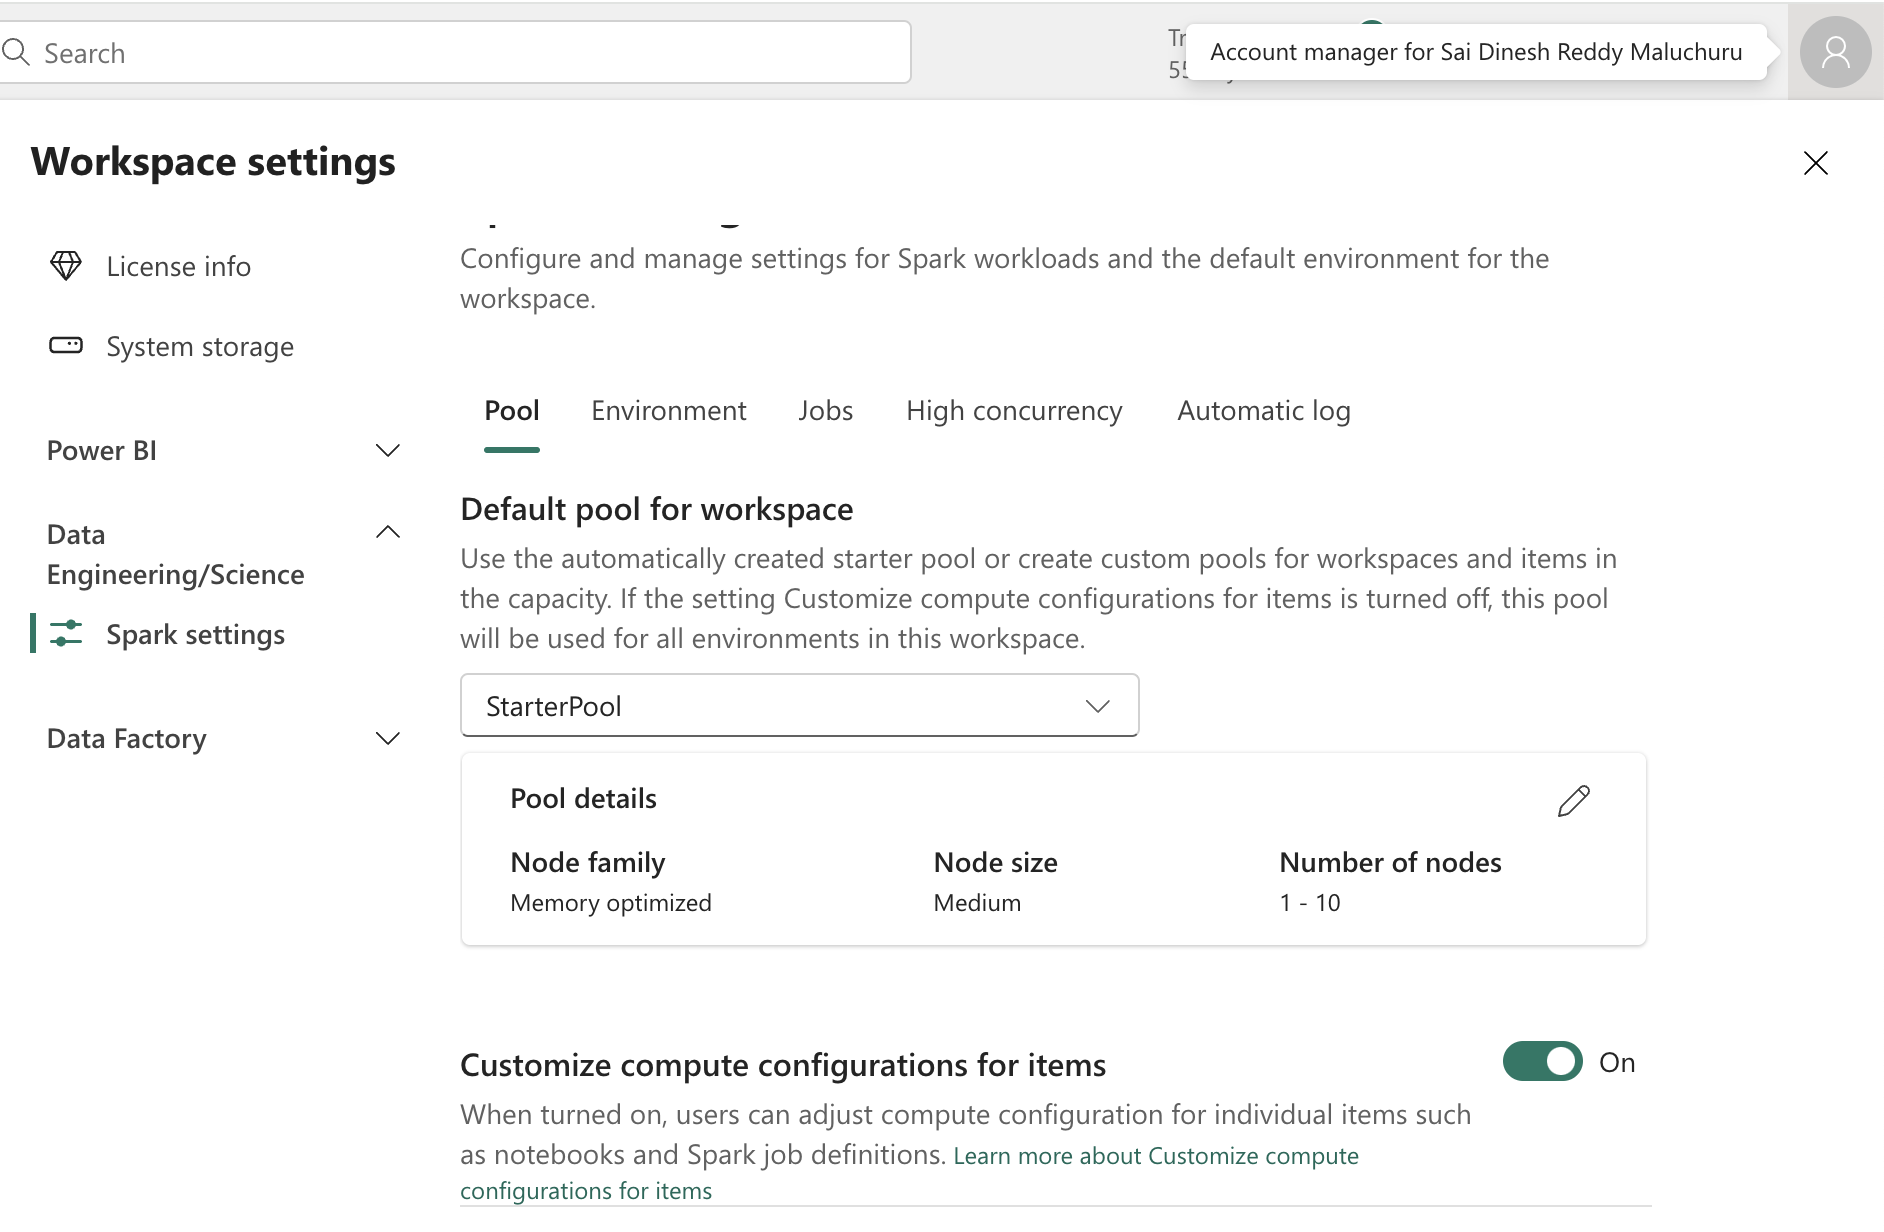 Search
Account manager for Sai Dinesh Reddy Maluchuru
Workspace settings
License info
System storage
Power BI
Data
Engineering/Science
Spark settings
Data Factory
Configure and manage settings for Spark workloads and the default environment for the
workspace.
Pool Environment Jobs High concurrency Automatic log
Default pool for workspace
Use the automatically created starter pool or create custom pools for workspaces and items in
the capacity. If the setting Customize compute configurations for items is turned off, this pool
will be used for all environments in this workspace.
StarterPool
Pool details
Node family Node size Number of nodes
Memory optimized Medium 1 - 10
Customize compute configurations for items On
When turned on, users can adjust compute configuration for individual items such
as notebooks and Spark job definitions. Learn more about Customize compute
configurations for items